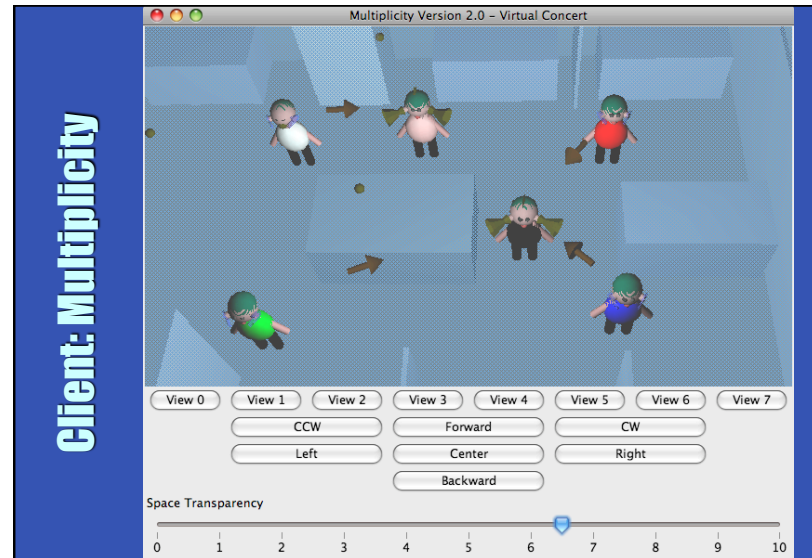 Client: Multiplicity
Multiplicity Version 2.0 – Virtual Concert
View 0 View 1 View 2 View 3 View 4 View 5 View 6 View 7
CCW Forward CW
Left Center Right
Backward
Space Transparency
0 1 2 3 4 5 6 7 8 9 10